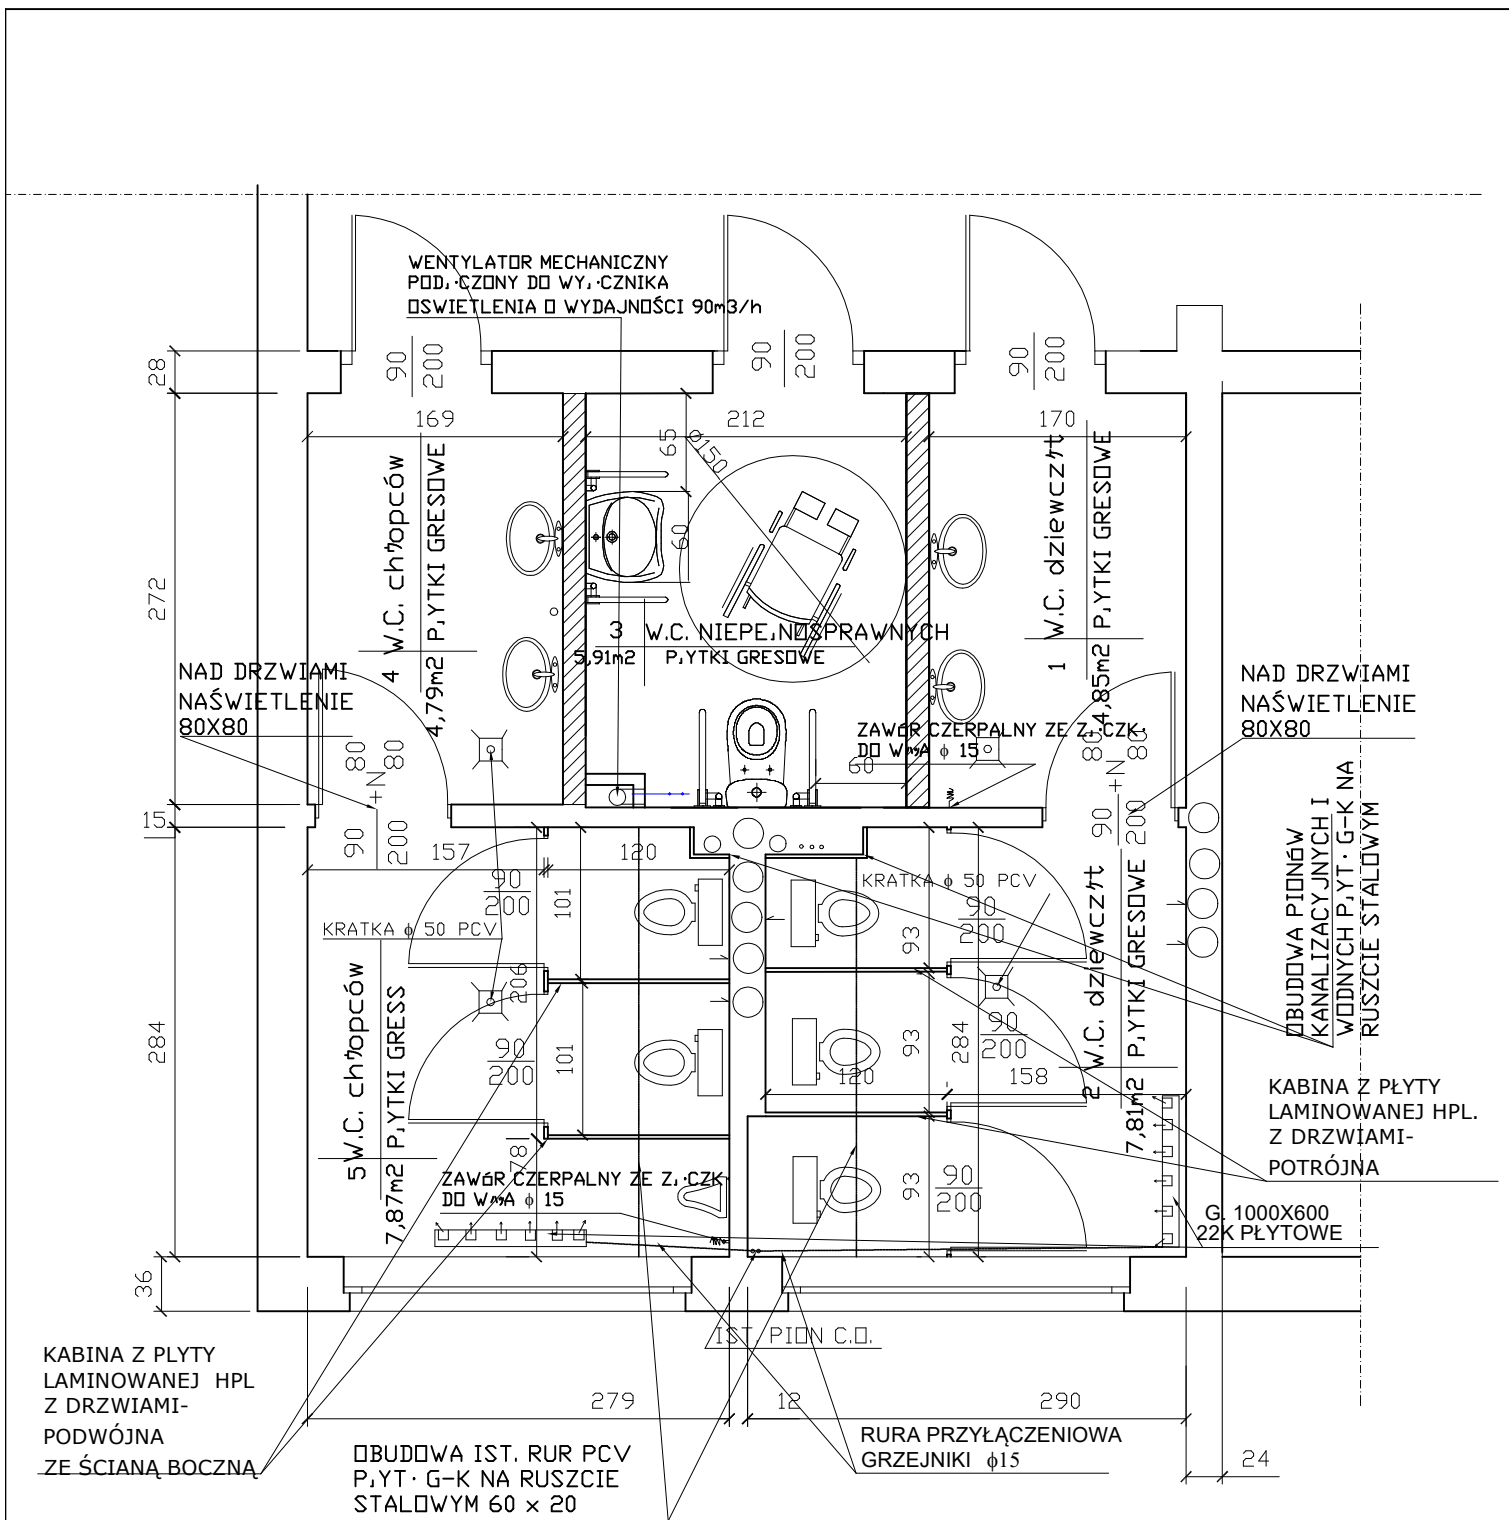 WENTYLATOR MECHANICZNY
POD.·CZONY DO WY.·CZNIKA
OSWIETLENIA O WYDAJNOŚCI 90m3/h
90
200
90
200
90
200
28
169
212
170
65
ϕ150
60
272
4 W.C. chłopców
4,79m2 P.YTKI GRESOWE
3 W.C. NIEPE.NOSPRAWNYCH
5,91m2 P.YTKI GRESOWE
1 W.C. dziewcząt
4,85m2 P.YTKI GRESOWE
NAD DRZWIAMI
NAŚWIETLENIE
80X80
NAD DRZWIAMI
NAŚWIETLENIE
80X80
ZAWÓR CZERPALNY ZE Z.·CZK.
DO W ϕ 15
60
80
+N
80
80
+N
80
15
90
200
157
120
90
200
90
200
101
KRATKA ϕ 50 PCV
KRATKA ϕ 50 PCV
93
90
200
206
5 W.C. chłopców
7,87m2 P.YTKI GRESS
284
90
200
101
93
284
90
200
120
158
2 W.C. dziewcząt
7,81m2 P.YTKI GRESOWE
OBUDOWA PIONÓW
KANALIZACYJNYCH I
WODNYCH P.YT· G-K NA
RUSZCIE STALOWYM
KABINA Z PŁYTY
LAMINOWANEJ HPL.
Z DRZWIAMI-
POTRÓJNA
78
ZAWÓR CZERPALNY ZE Z.·CZK
DO W ϕ 15
93
90
200
G. 1000X600
22K PŁYTOWE
36
IST. PION C.O.
KABINA Z PLYTY
LAMINOWANEJ HPL
Z DRZWIAMI-
PODWÓJNA
ZE ŚCIANĄ BOCZNĄ
279
12
290
24
RURA PRZYŁĄCZENIOWA
GRZEJNIKI ϕ15
OBUDOWA IST. RUR PCV
P.YT· G-K NA RUSZCIE
STALOWYM 60 x 20